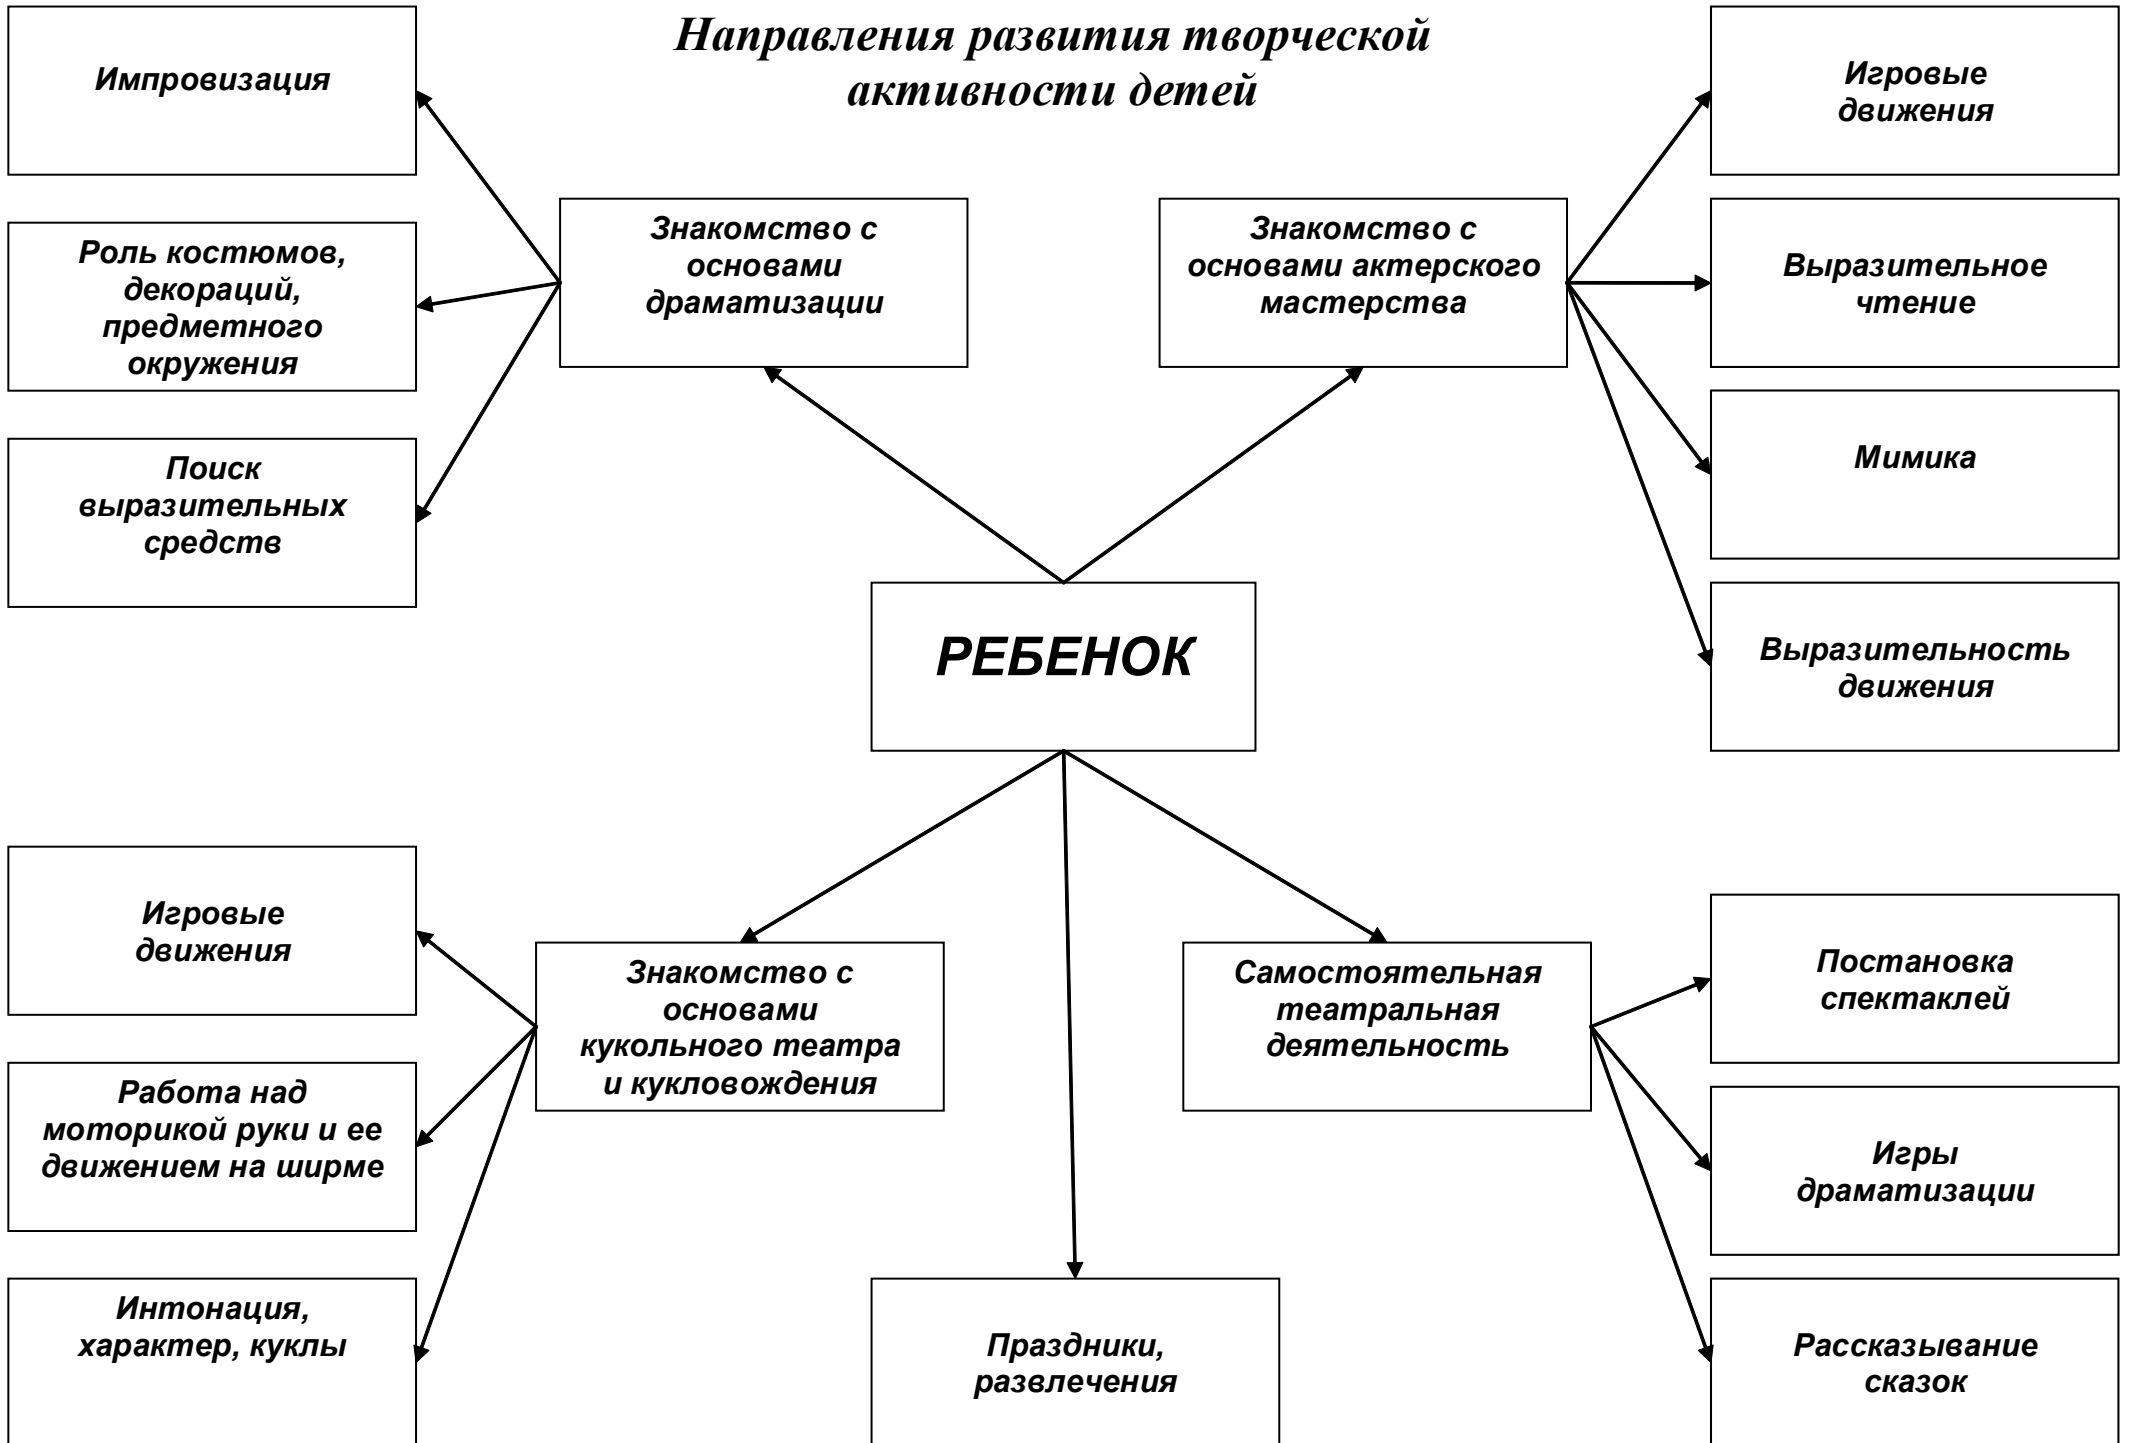 Направления развития творческой
активности детей
Импровизация
Роль костюмов,
декораций,
предметного
окружения
Поиск
выразительных
средств
Знакомство с
основами
драматизации
Знакомство с
основами актерского
мастерства
Игровые
движения
Выразительное
чтение
Мимика
Выразительность
движения
РЕБЕНОК
Игровые
движения
Работа над
моторикой руки и ее
движением на ширме
Интонация,
характер, куклы
Знакомство с
основами
кукольного театра
и кукловождения
Праздники,
развлечения
Самостоятельная
театральная
деятельность
Постановка
спектаклей
Игры
драматизации
Рассказывание
сказок